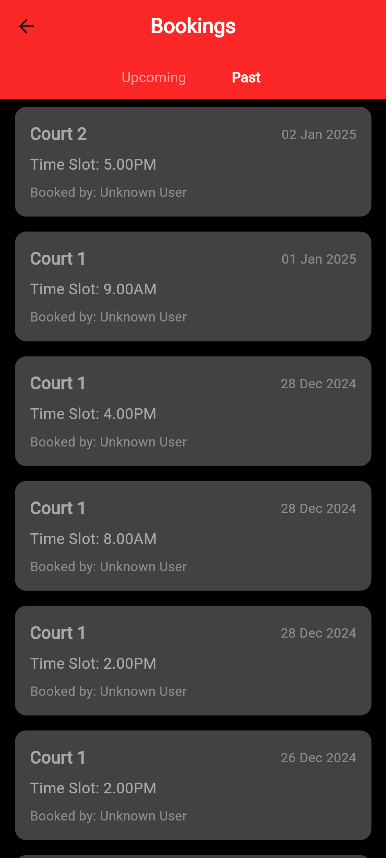 Bookings
Upcoming Past
Court 2 02 Jan 2025
Time Slot: 5.00PM
Booked by: Unknown User
Court 1 01 Jan 2025
Time Slot: 9.00AM
Booked by: Unknown User
Court 1 28 Dec 2024
Time Slot: 4.00PM
Booked by: Unknown User
Court 1 28 Dec 2024
Time Slot: 8.00AM
Booked by: Unknown User
Court 1 28 Dec 2024
Time Slot: 2.00PM
Booked by: Unknown User
Court 1 26 Dec 2024
Time Slot: 2.00PM
Booked by: Unknown User